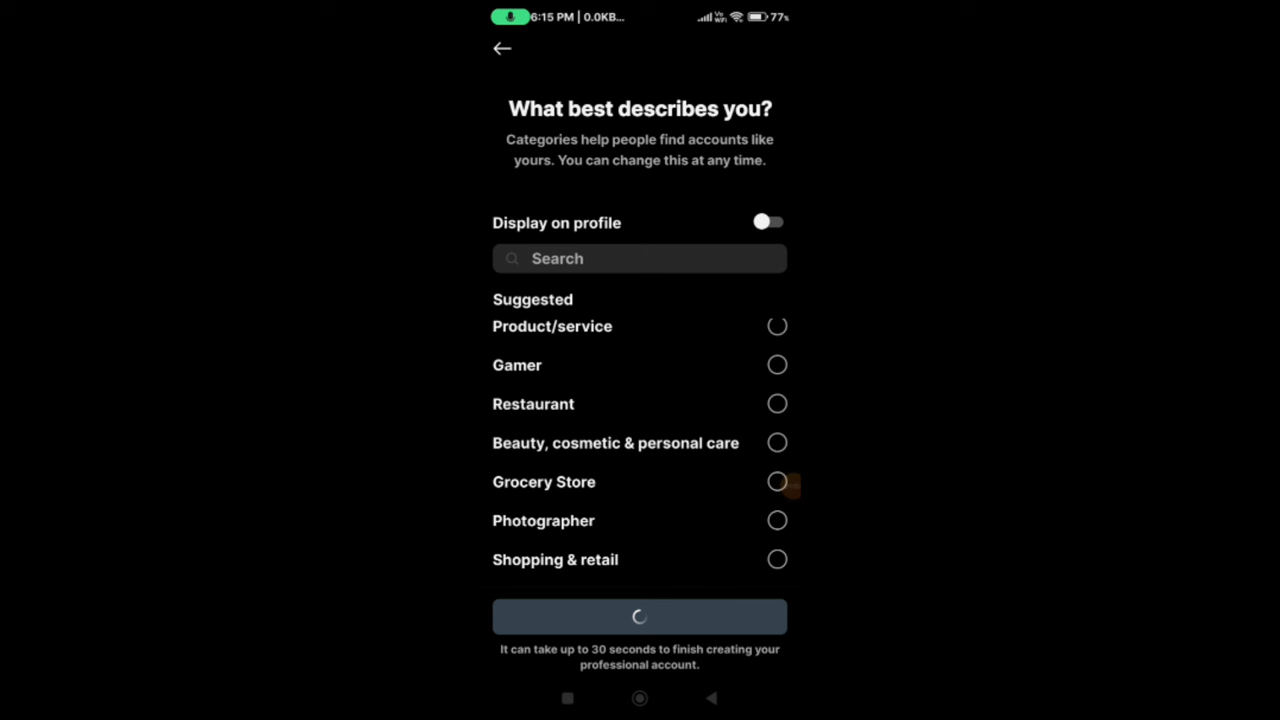 6:15 PM | 0.0KB... Vo WiFi 77%
What best describes you?
Categories help people find accounts like
yours. You can change this at any time.
Display on profile
Search
Suggested
Product/service
Gamer
Restaurant
Beauty, cosmetic & personal care
Grocery Store
Photographer
Shopping & retail
It can take up to 30 seconds to finish creating your
professional account.